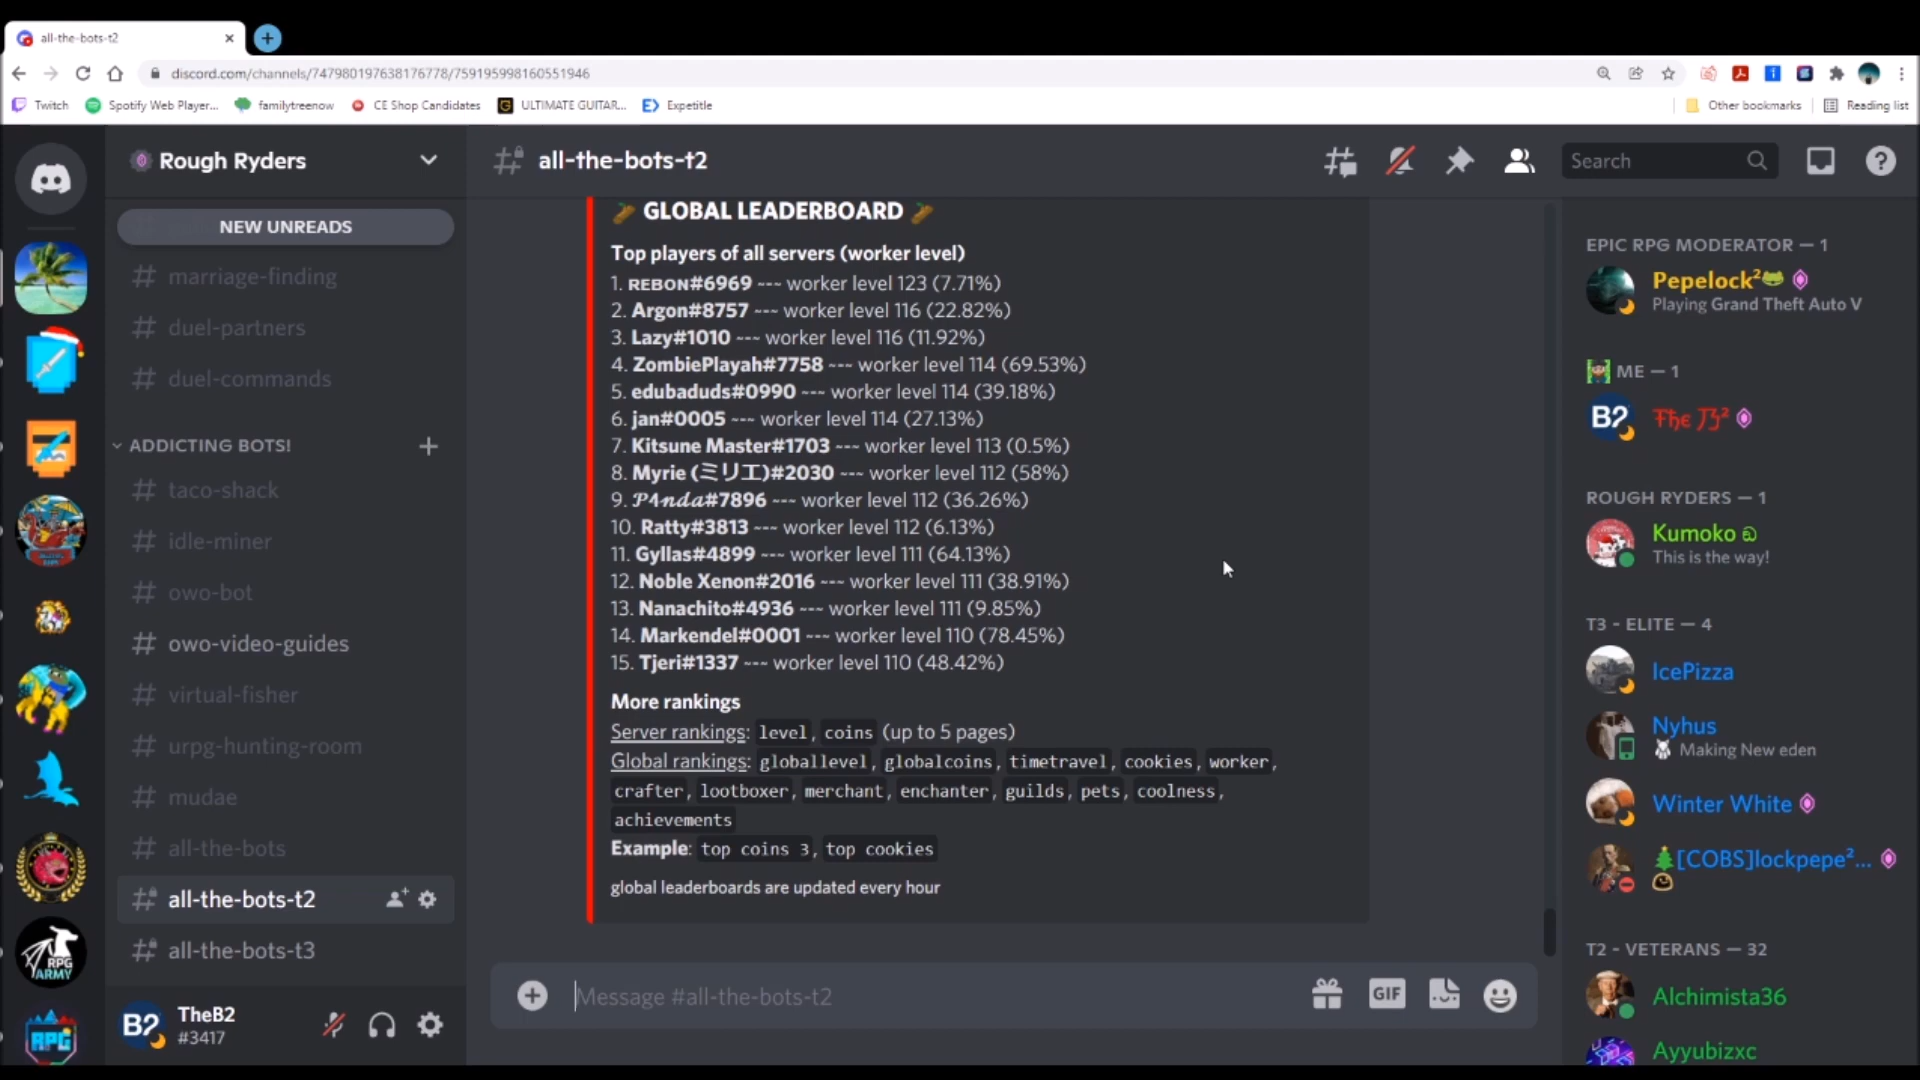 all-the-bots-t2
discord.com/channels/747980197638176778/759195998160551946
Twitch
Spotify Web Player...
familytreenow
CE Shop Candidates
ULTIMATE GUITAR...
Expetitle
Other bookmarks
Reading list
Rough Ryders
NEW UNREADS
# marriage-finding
# duel-partners
# duel-commands
ADDICTING BOTS!
# taco-shack
# idle-miner
# owo-bot
# owo-video-guides
# virtual-fisher
# urpg-hunting-room
# mudae
# all-the-bots
# all-the-bots-t2
# all-the-bots-t3
RPG
ARMY
RPG
B2
TheB2
#3417
# all-the-bots-t2
Search
GLOBAL LEADERBOARD
Top players of all servers (worker level)
1. ʀᴇʙᴏɴ#6969 --- worker level 123 (7.71%)
2. Argon#8757 --- worker level 116 (22.82%)
3. Lazy#1010 --- worker level 116 (11.92%)
4. ZombiePlayah#7758 --- worker level 114 (69.53%)
5. edubaduds#0990 --- worker level 114 (39.18%)
6. jan#0005 --- worker level 114 (27.13%)
7. Kitsune Master#1703 --- worker level 113 (0.5%)
8. Myrie (ミリエ)#2030 --- worker level 112 (58%)
9. 𝓟4𝓷𝓭𝓪#7896 --- worker level 112 (36.26%)
10. Ratty#3813 --- worker level 112 (6.13%)
11. Gyllas#4899 --- worker level 111 (64.13%)
12. Noble Xenon#2016 --- worker level 111 (38.91%)
13. Nanachito#4936 --- worker level 111 (9.85%)
14. Markendel#0001 --- worker level 110 (78.45%)
15. Tjeri#1337 --- worker level 110 (48.42%)
More rankings
Server rankings: level, coins (up to 5 pages)
Global rankings: globallevel, globalcoins, timetravel, cookies, worker,
crafter, lootboxer, merchant, enchanter, guilds, pets, coolness,
achievements
Example: top coins 3, top cookies
global leaderboards are updated every hour
Message #all-the-bots-t2
GIF
EPIC RPG MODERATOR — 1
Pepelock²
Playing Grand Theft Auto V
ME — 1
B2
Ŧђє 乃²
ROUGH RYDERS — 1
Kumoko ඞ
This is the way!
T3 - ELITE — 4
IcePizza
Nyhus
Making New eden
Winter White
[COBS]lockpepe²...
T2 - VETERANS — 32
Alchimista36
Ayyubizxc